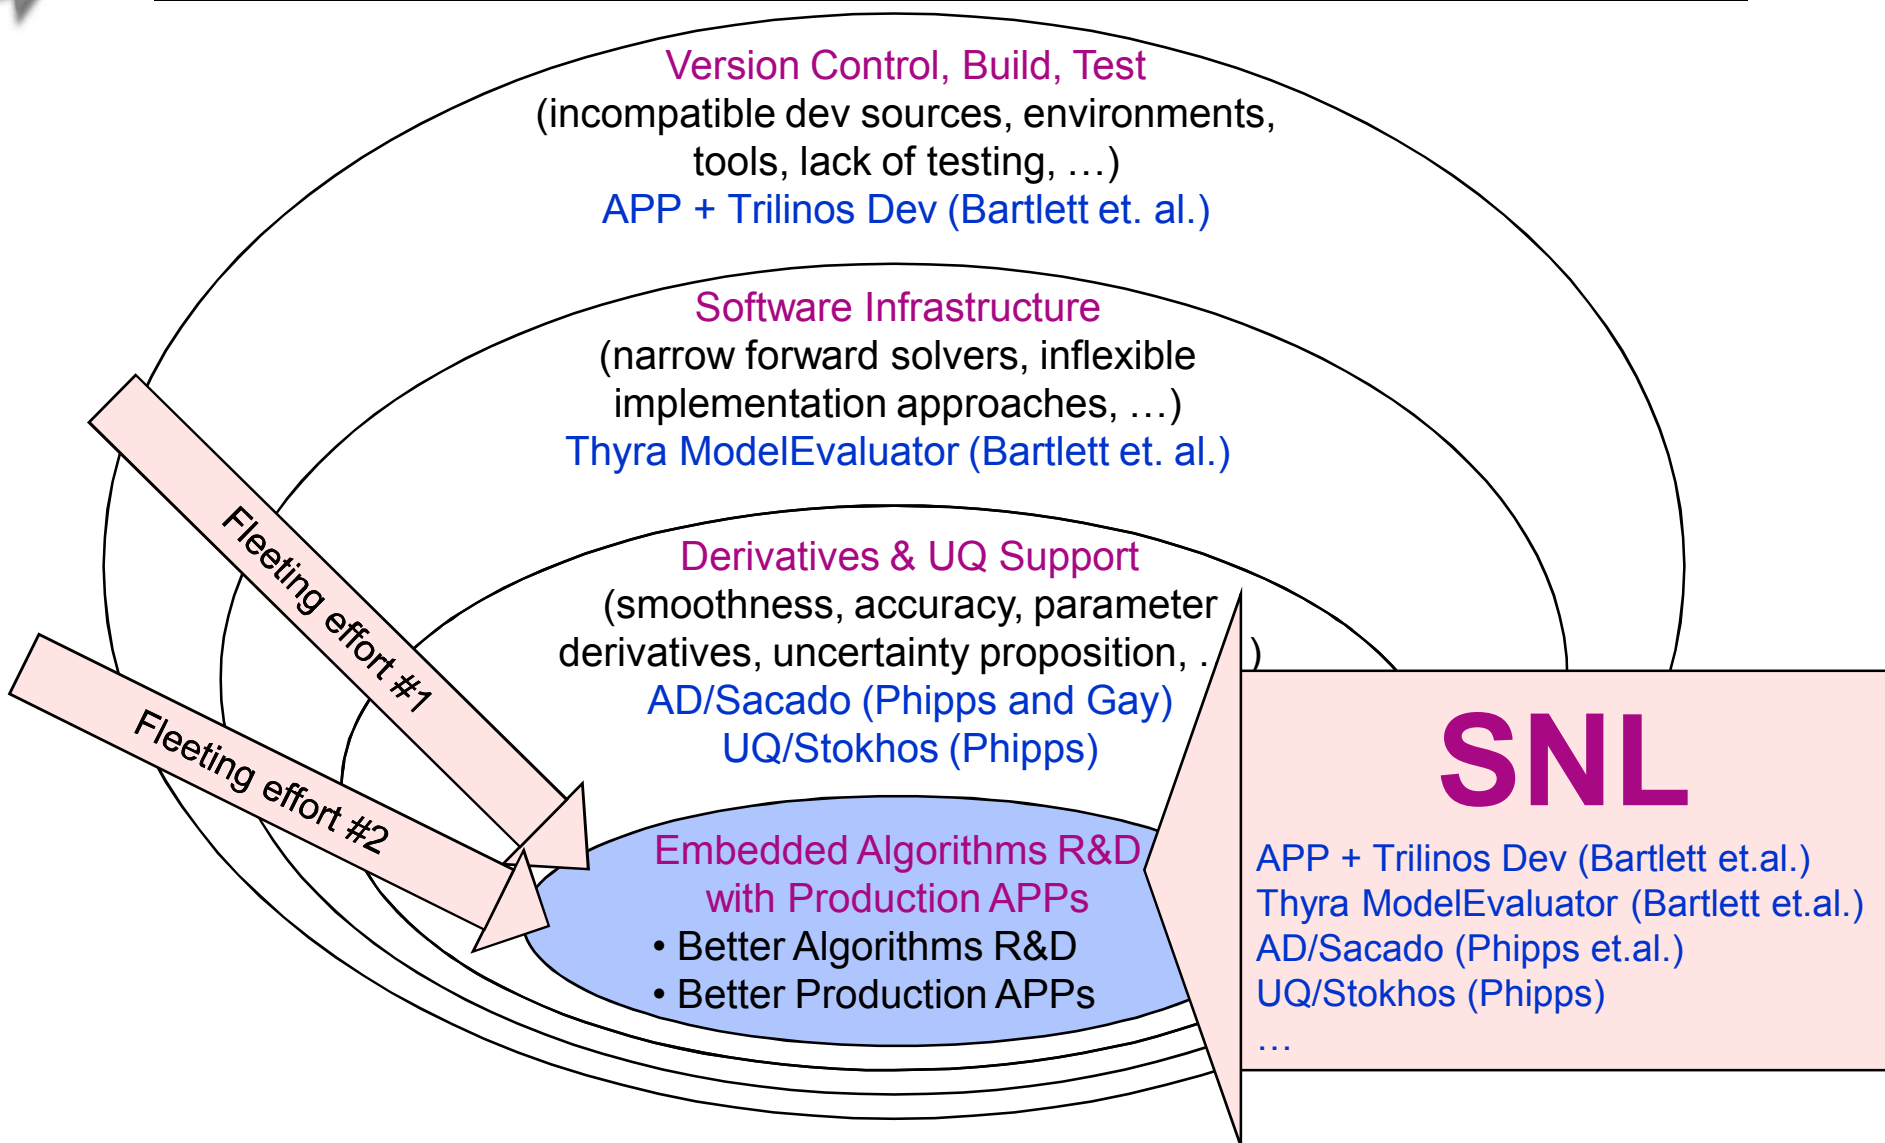 Version Control, Build, Test
(incompatible dev sources, environments,
tools, lack of testing, …)
APP + Trilinos Dev (Bartlett et. al.)
Software Infrastructure
(narrow forward solvers, inflexible
implementation approaches, …)
Thyra ModelEvaluator (Bartlett et. al.)
Derivatives & UQ Support
(smoothness, accuracy, parameter
derivatives, uncertainty proposition, . )
AD/Sacado (Phipps and Gay)
UQ/Stokhos (Phipps)
Embedded Algorithms R&D
with Production APPs
• Better Algorithms R&D
• Better Production APPs
Fleeting effort #1
Fleeting effort #2
SNL
APP + Trilinos Dev (Bartlett et.al.)
Thyra ModelEvaluator (Bartlett et.al.)
AD/Sacado (Phipps et.al.)
UQ/Stokhos (Phipps)
…